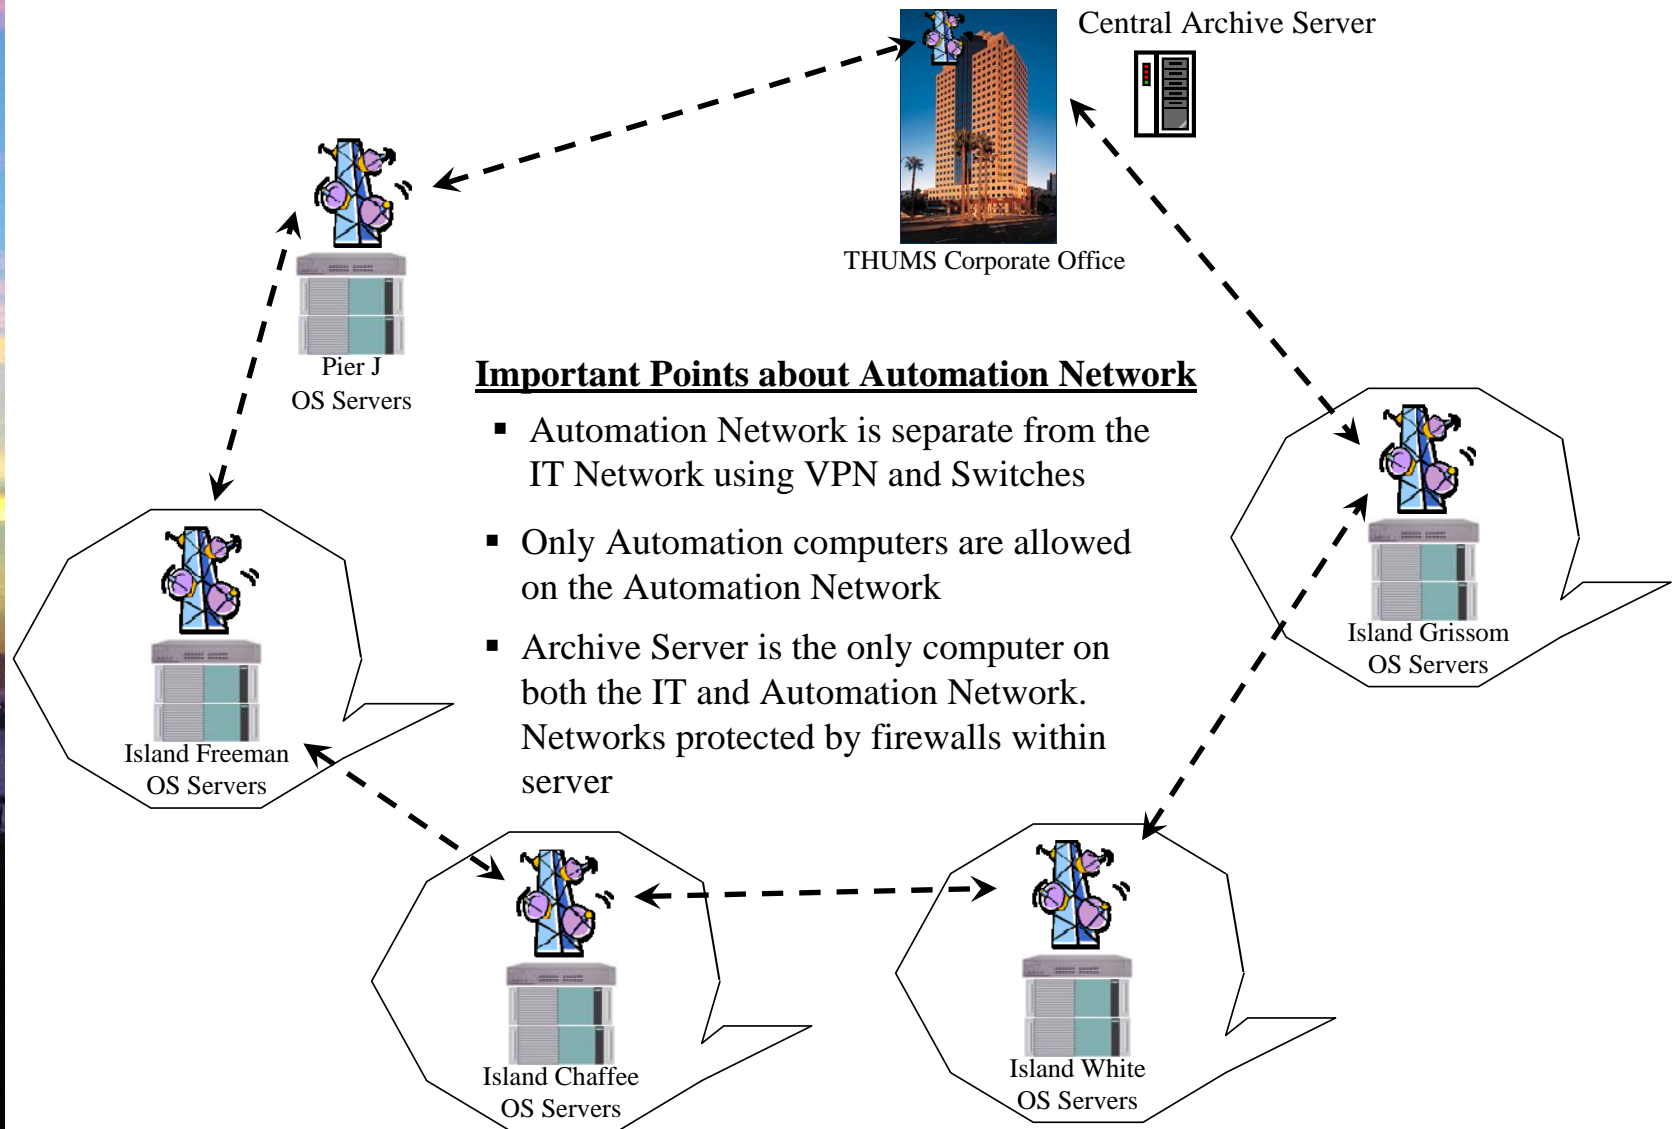 Central Archive Server
THUMS Corporate Office
Pier J
OS Servers
Important Points about Automation Network
▪ Automation Network is separate from the
IT Network using VPN and Switches
▪ Only Automation computers are allowed
on the Automation Network
▪ Archive Server is the only computer on
both the IT and Automation Network.
Networks protected by firewalls within
server
Island Grissom
OS Servers
Island Freeman
OS Servers
Island Chaffee
OS Servers
Island White
OS Servers